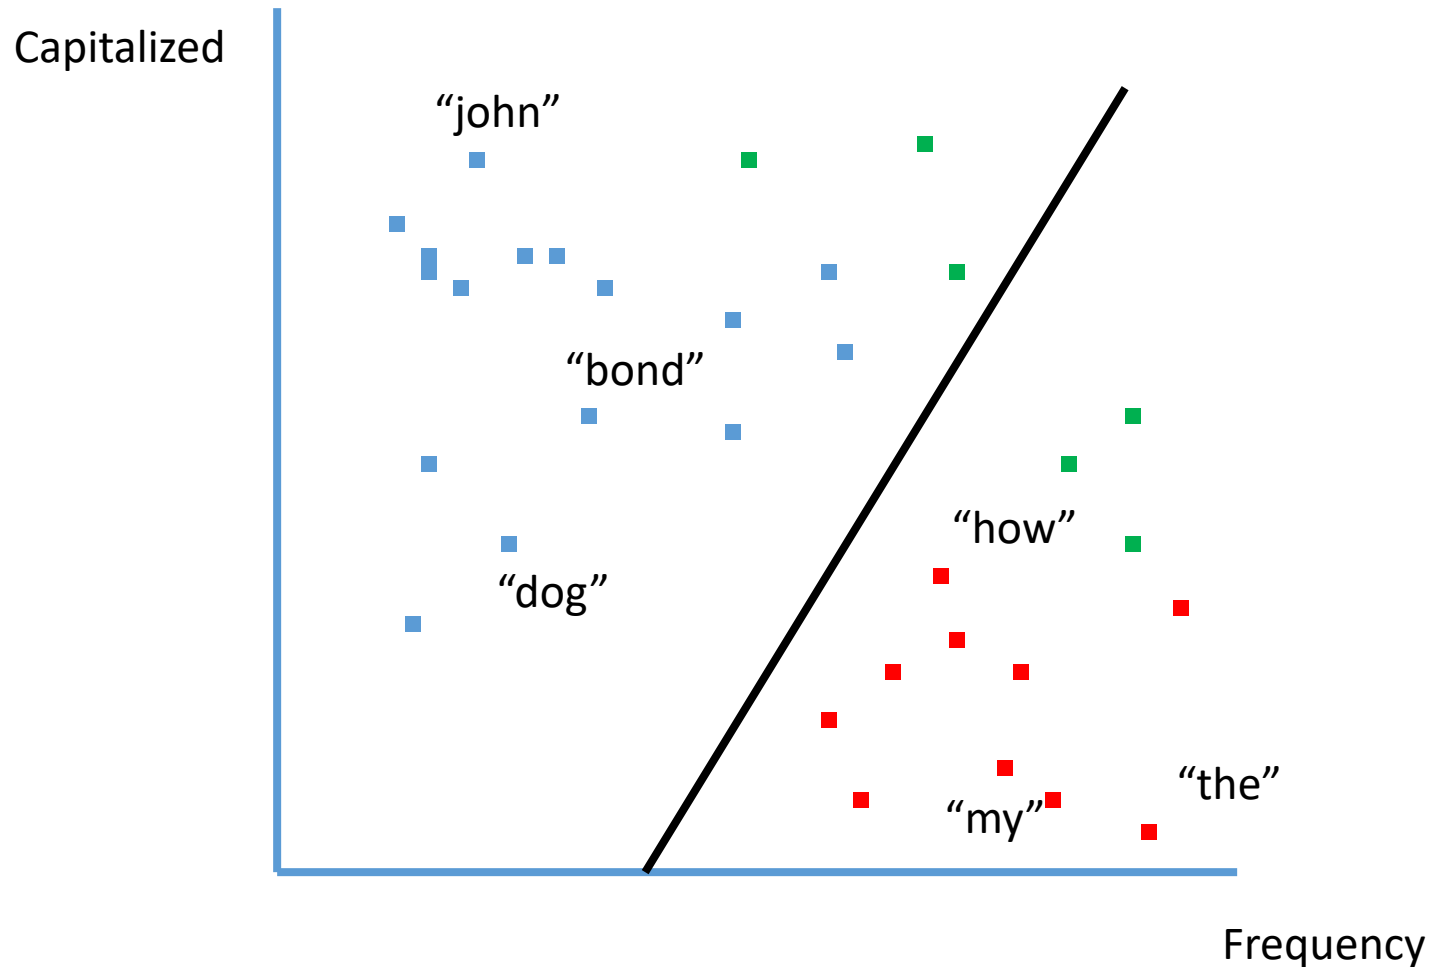 Capitalized
“john”
“bond”
“how”
“dog”
“the”
“my”
Frequency